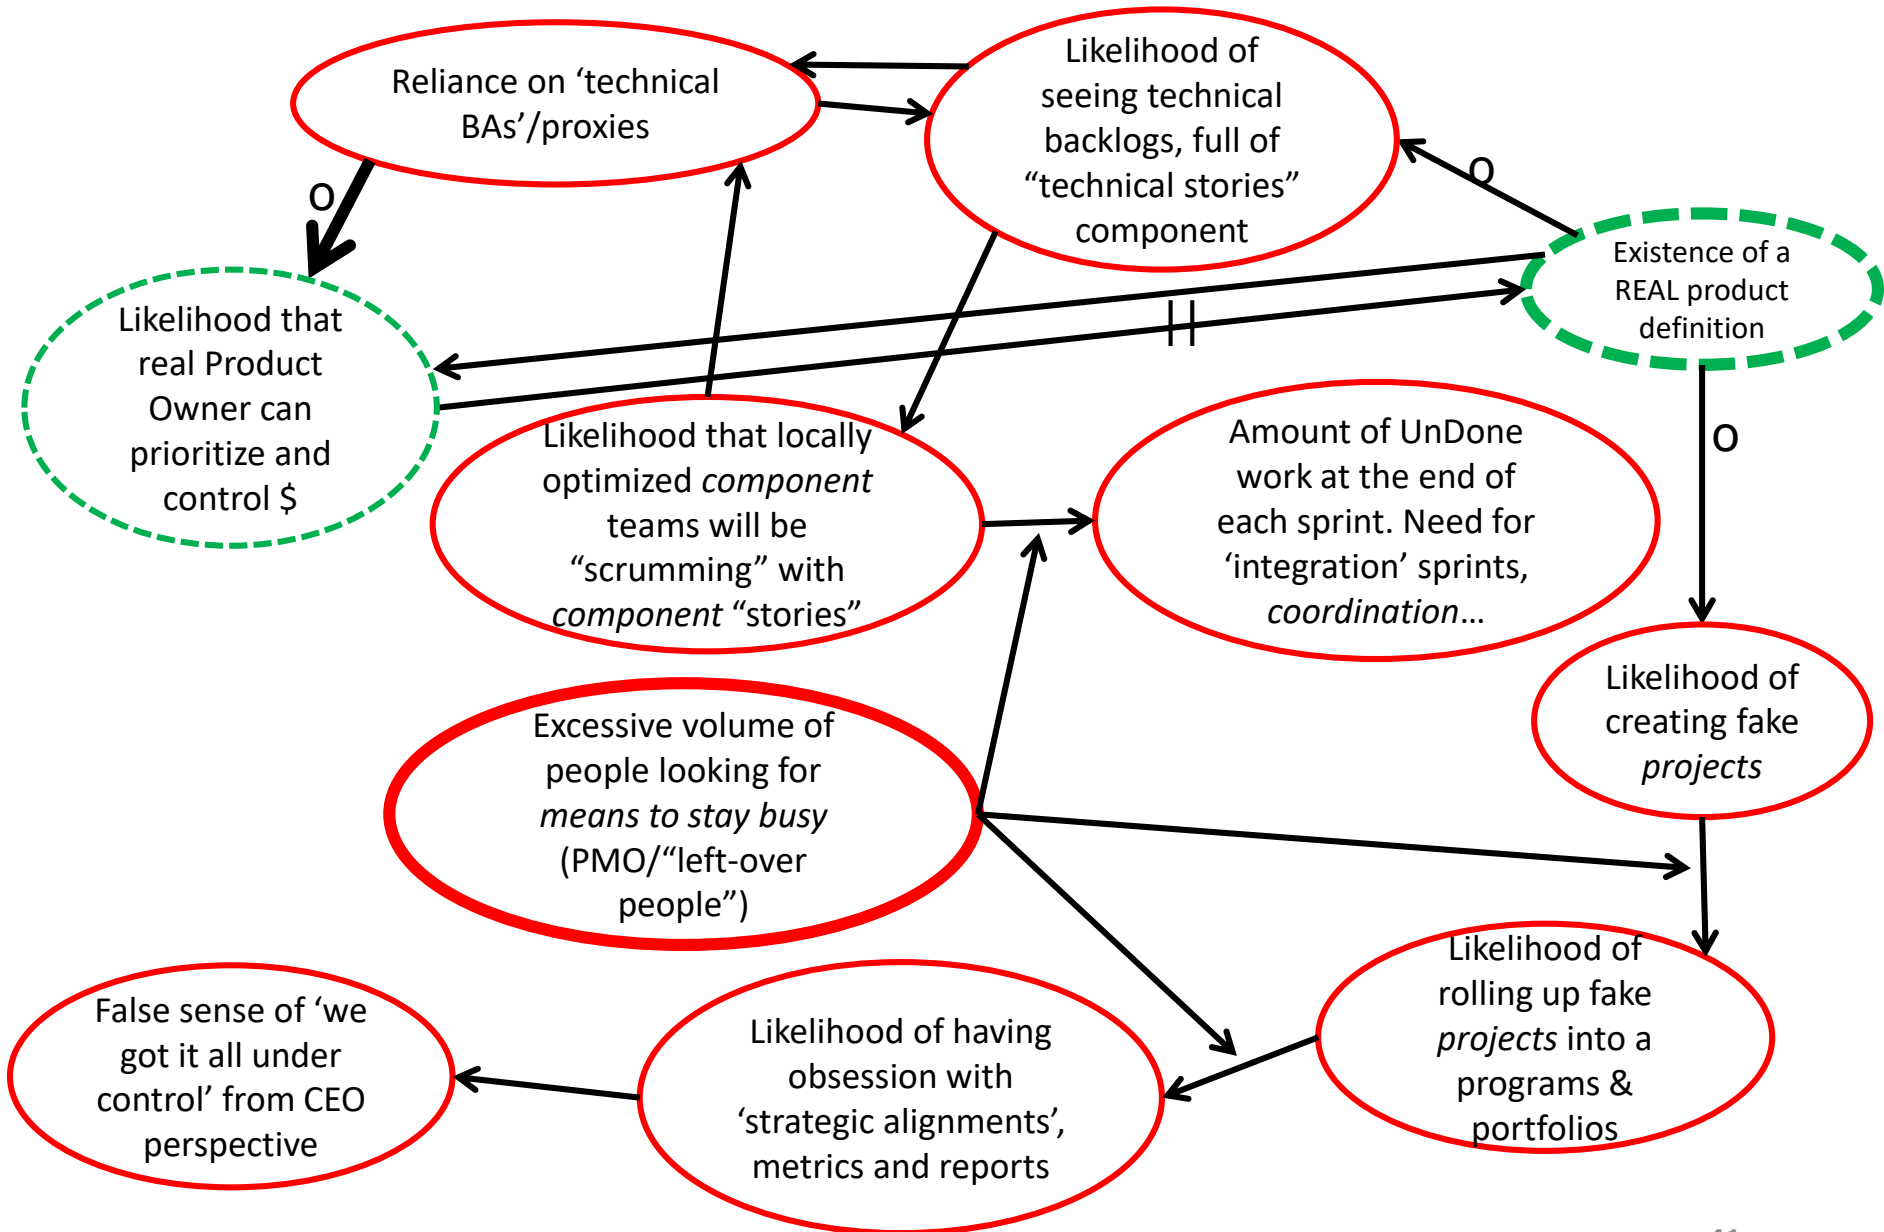 Reliance on ‘technical
BAs’/proxies
Likelihood of
seeing technical
backlogs, full of
“technical stories”
component
O
O
Existence of a
REAL product
definition
Likelihood that
real Product
Owner can
prioritize and
control $
||
O
Likelihood that locally
optimized component
teams will be
“scrumming” with
component “stories”
Amount of UnDone
work at the end of
each sprint. Need for
‘integration’ sprints,
coordination…
Likelihood of
creating fake
projects
Excessive volume of
people looking for
means to stay busy
(PMO/“left-over
people”)
Likelihood of
rolling up fake
projects into a
programs &
portfolios
Likelihood of having
obsession with
‘strategic alignments’,
metrics and reports
False sense of ‘we
got it all under
control’ from CEO
perspective